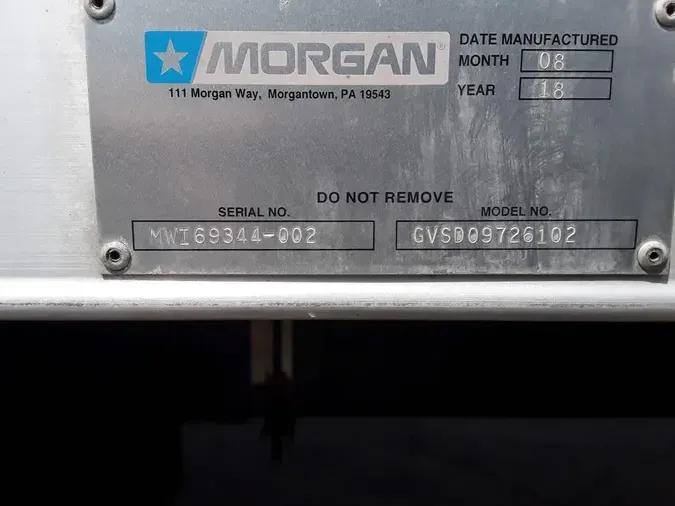 MORGAN®
111 Morgan Way, Morgantown, PA 19543
DATE MANUFACTURED
MONTH 08
YEAR 18
DO NOT REMOVE
SERIAL NO. MODEL NO.
MWI69344-002 GVSD09726102